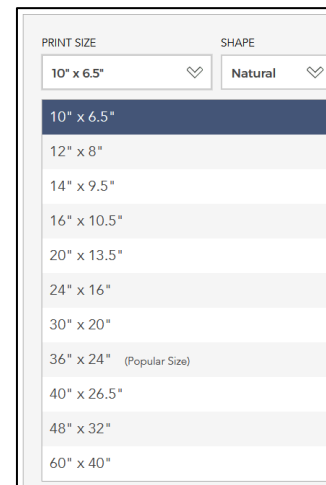 PRINT SIZE SHAPE
10" x 6.5" Natural
10" x 6.5"
12" x 8"
14" x 9.5"
16" x 10.5"
20" x 13.5"
24" x 16"
30" x 20"
36" x 24" (Popular Size)
40" x 26.5"
48" x 32"
60" x 40"